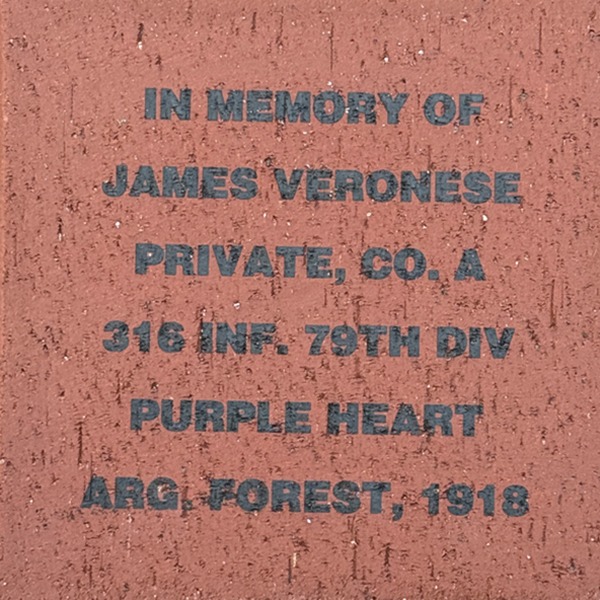 IN MEMORY OF
JAMES VERONESE
PRIVATE, CO. A
316 INF. 79TH DIV
PURPLE HEART
ARG. FOREST, 1918